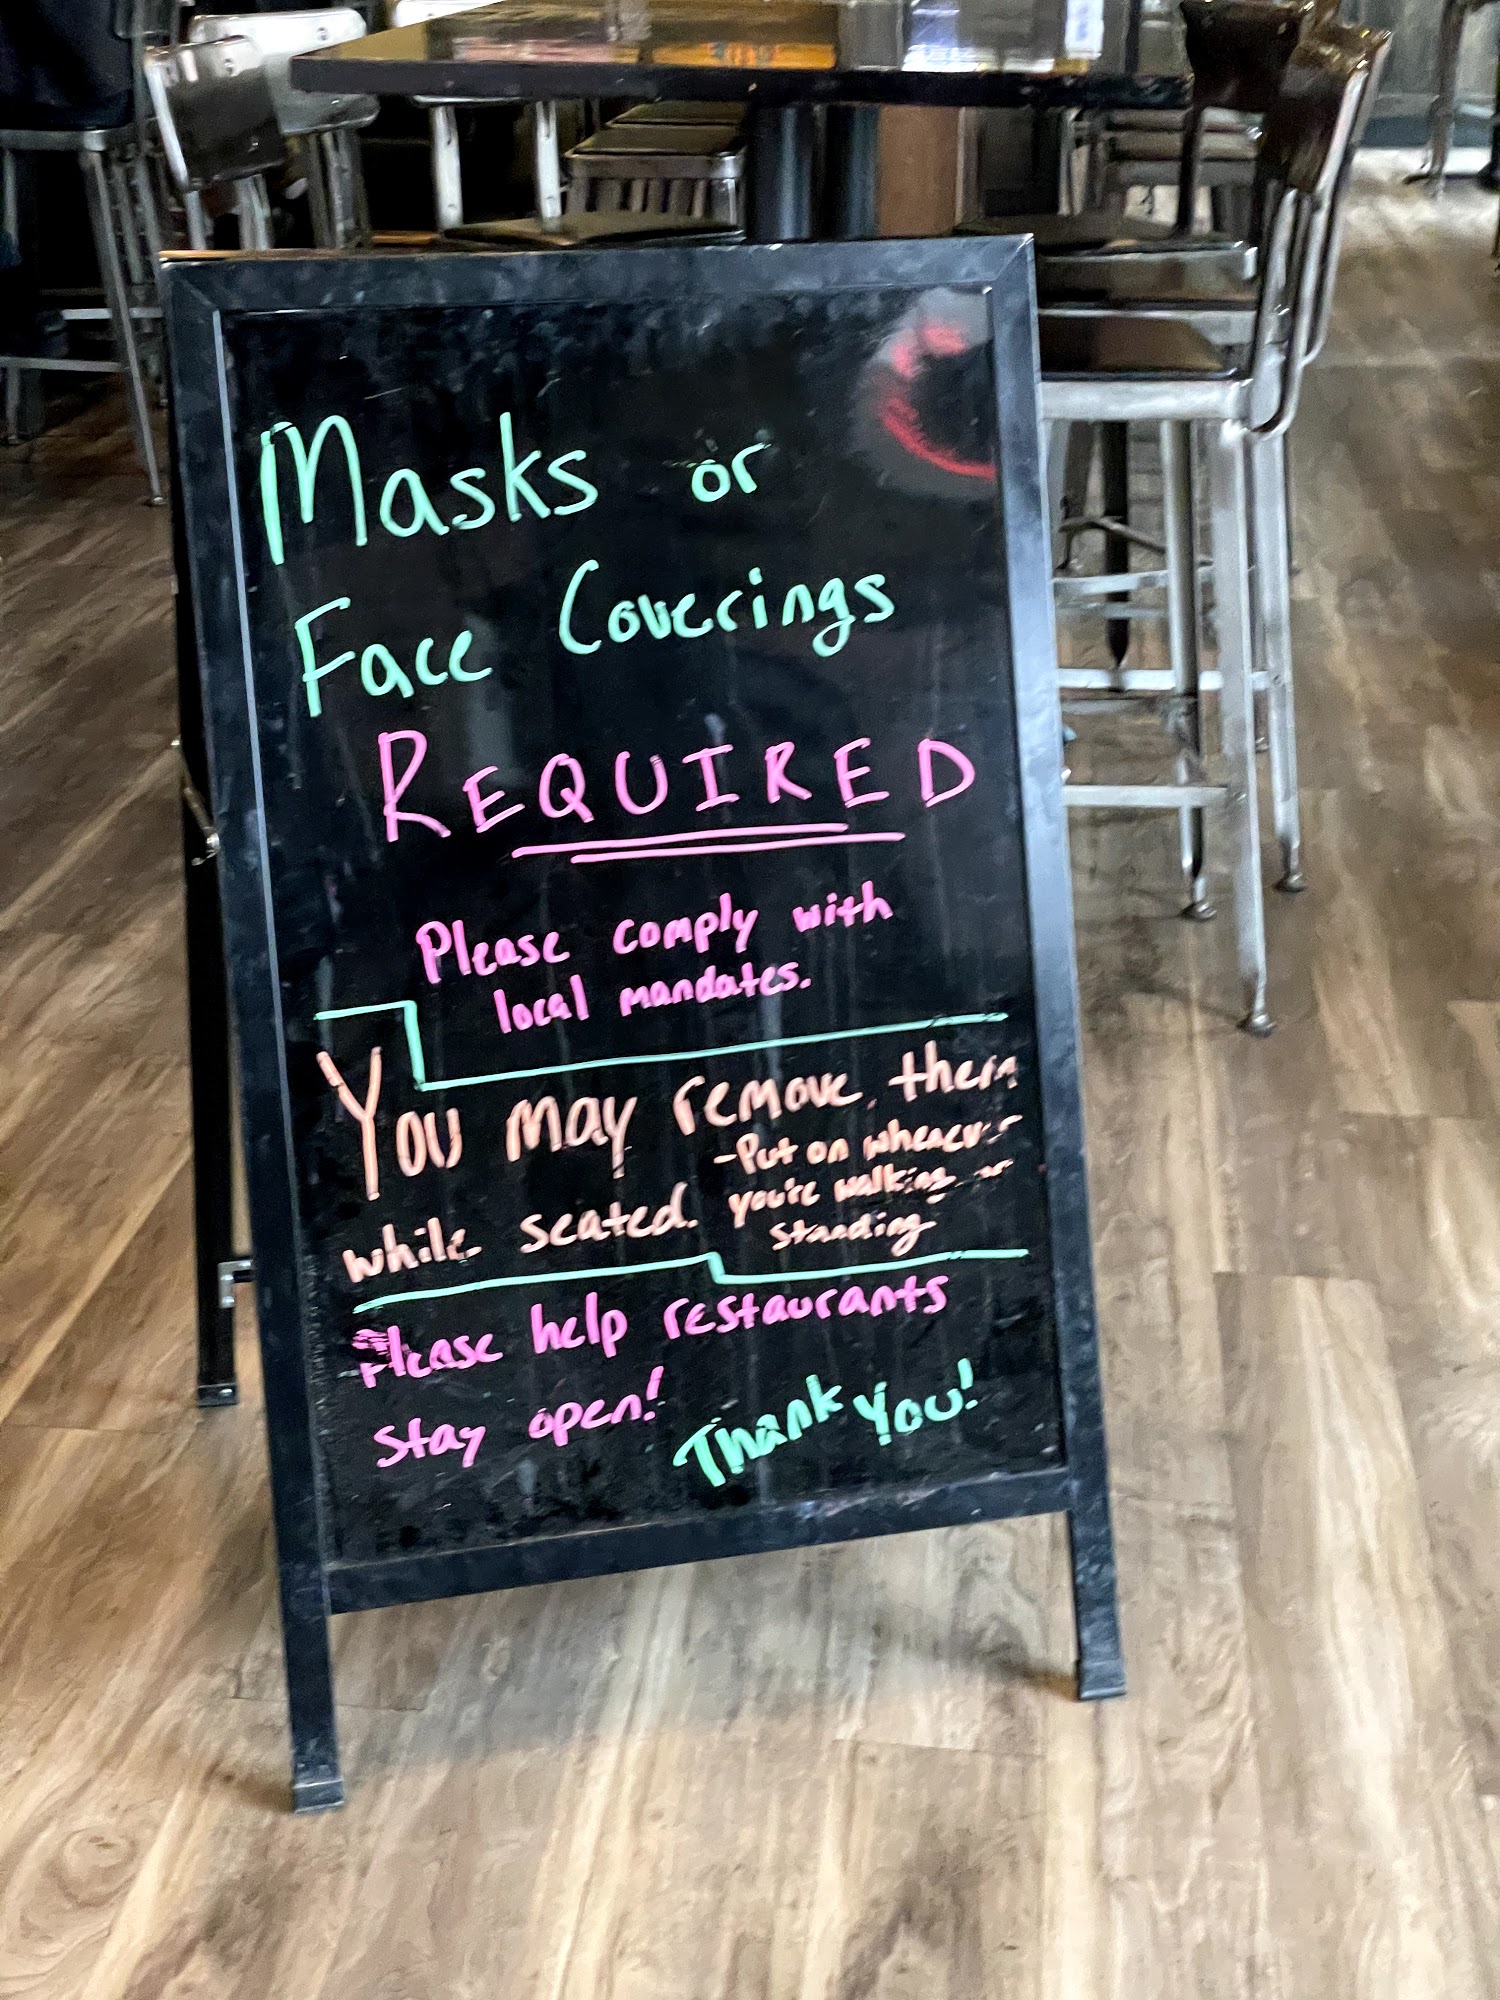 Masks or
Face Coverings
REQUIRED
Please comply with
local mandates.
You may remove them
while seated.
-Put on whenever
you're walking or
standing
Please help restaurants
stay open!
Thank You!